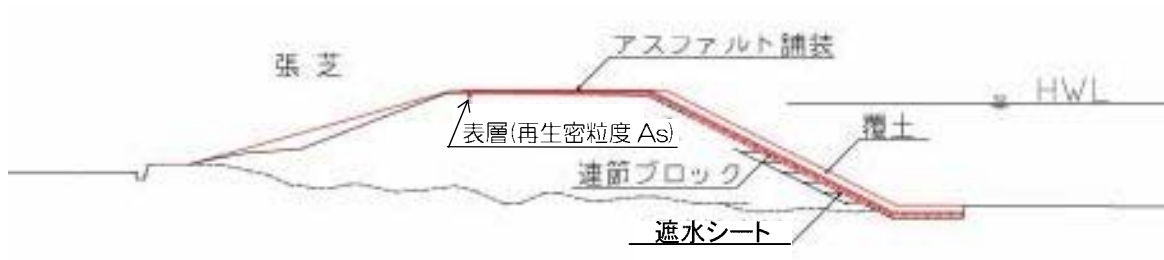 アスファルト舗装
張芝
HWL
表層(再生密粒度 As)
覆土
連節ブロック
遮水シート